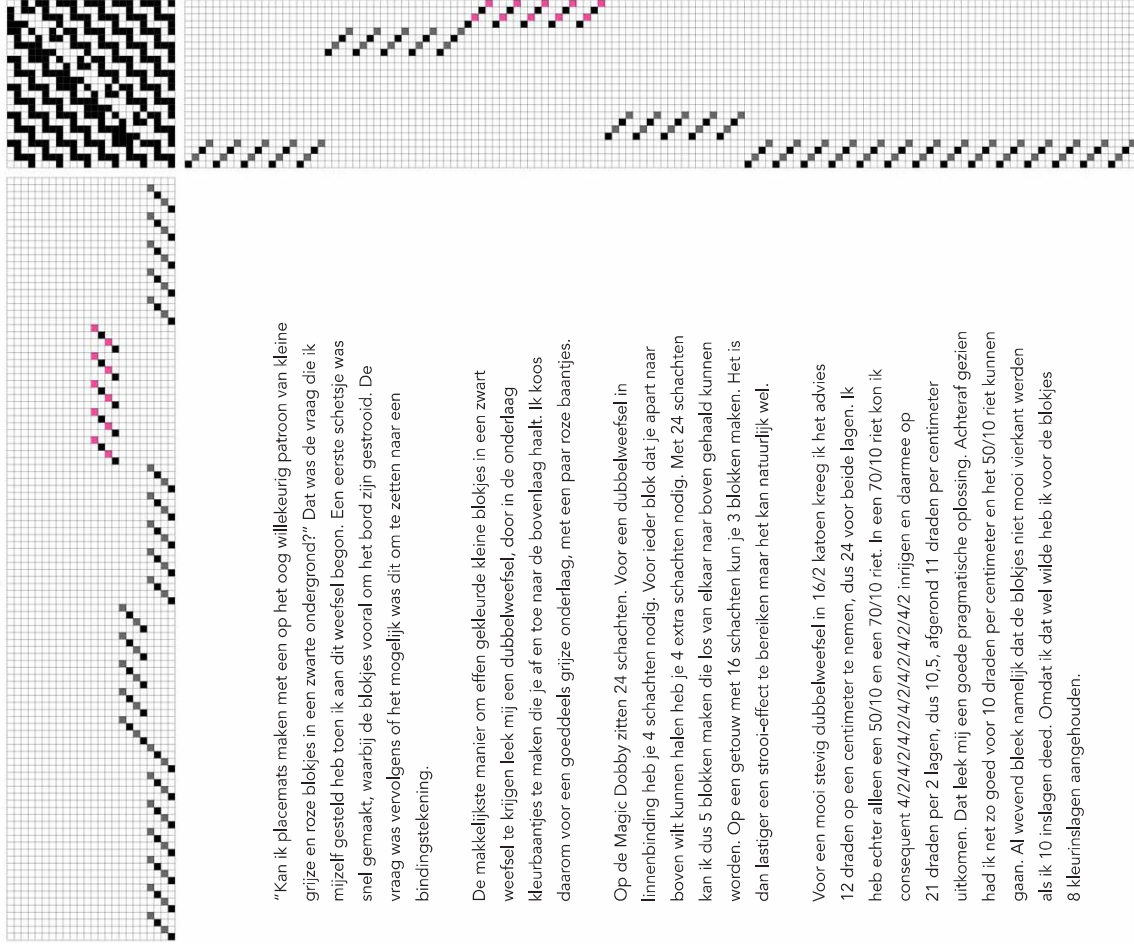 “Kan ik placemats maken met een op het oog willekeurig patroon van kleine
grijze en roze blokjes in een zwarte ondergrond?” Dat was de vraag die ik
mijzelf gesteld heb toen ik aan dit weefsel begon. Een eerste schetsje was
snel gemaakt, waarbij de blokjes vooral om het bord zijn gestrooid. De
vraag was vervolgens of het mogelijk was dit om te zetten naar een
bindingstekening.
De makkelijkste manier om effen gekleurde kleine blokjes in een zwart
weefsel te krijgen leek mij een dubbelweefsel, door in de onderlaag
kleurbaantjes te maken die je af en toe naar de bovenlaag haalt. Ik koos
daarom voor een goeddeels grijze onderlaag, met een paar roze baantjes.
Op de Magic Dobby zitten 24 schachten. Voor een dubbelweefsel in
linnenbinding heb je 4 schachten nodig. Voor ieder blok dat je apart naar
boven wilt kunnen halen heb je 4 extra schachten nodig. Met 24 schachten
kan ik dus 5 blokken maken die los van elkaar naar boven gehaald kunnen
worden. Op een getouw met 16 schachten kun je 3 blokken maken. Het is
dan lastiger een strooi-effect te bereiken maar het kan natuurlijk wel.
Voor een mooi stevig dubbelweefsel in 16/2 katoen kreeg ik het advies
12 draden op een centimeter te nemen, dus 24 voor beide lagen. Ik
heb echter alleen een 50/10 en een 70/10 riet. In een 70/10 riet kon ik
consequent 4/2/4/2/4/2/4/2/4/2/4/2/4/2 inrijgen en daarmee op
21 draden per 2 lagen, dus 10,5, afgerond 11 draden per centimeter
uitkomen. Dat leek mij een goede pragmatische oplossing. Achteraf gezien
had ik net zo goed voor 10 draden per centimeter en het 50/10 riet kunnen
gaan. Al wevend bleek namelijk dat de blokjes niet mooi vierkant werden
als ik 10 inslagen deed. Omdat ik dat wel wilde heb ik voor de blokjes
8 kleurinslagen aangehouden.